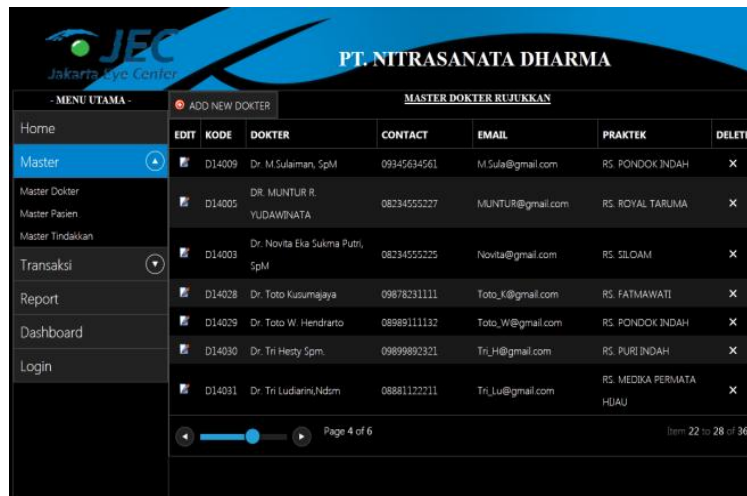 JEC
Jakarta Eye Center
PT. NITRASANATA DHARMA
- MENU UTAMA -
Home
Master
Master Dokter
Master Pasien
Master Tindakkan
Transaksi
Report
Dashboard
Login
ADD NEW DOKTER
MASTER DOKTER RUJUKKAN
EDIT KODE DOKTER CONTACT EMAIL PRAKTEK DELETE
D14009 Dr. M.Sulaiman, SpM 09345634561 M.Sula@gmail.com RS. PONDOK INDAH
DR. MUNTUR R.
D14005 YUDAWINATA 08234555227 MUNTUR@gmail.com RS. ROYAL TARUMA
Dr. Novita Eka Sukma Putri,
D14003 SpM 08234555225 Novita@gmail.com RS. SILOAM
D14028 Dr. Toto Kusumajaya 09878231111 Toto_K@gmail.com RS. FATMAWATI
D14029 Dr. Toto W. Hendrarto 08989111132 Toto_W@gmail.com RS. PONDOK INDAH
D14030 Dr. Tri Hesty Spm. 09899892321 Tri_H@gmail.com RS. PURI INDAH
D14031 Dr. Tri Ludiarini,Ndsm 08881122211 Tri_Lu@gmail.com RS. MEDIKA PERMATA
HIJAU
Page 4 of 6
Item 22 to 28 of 36